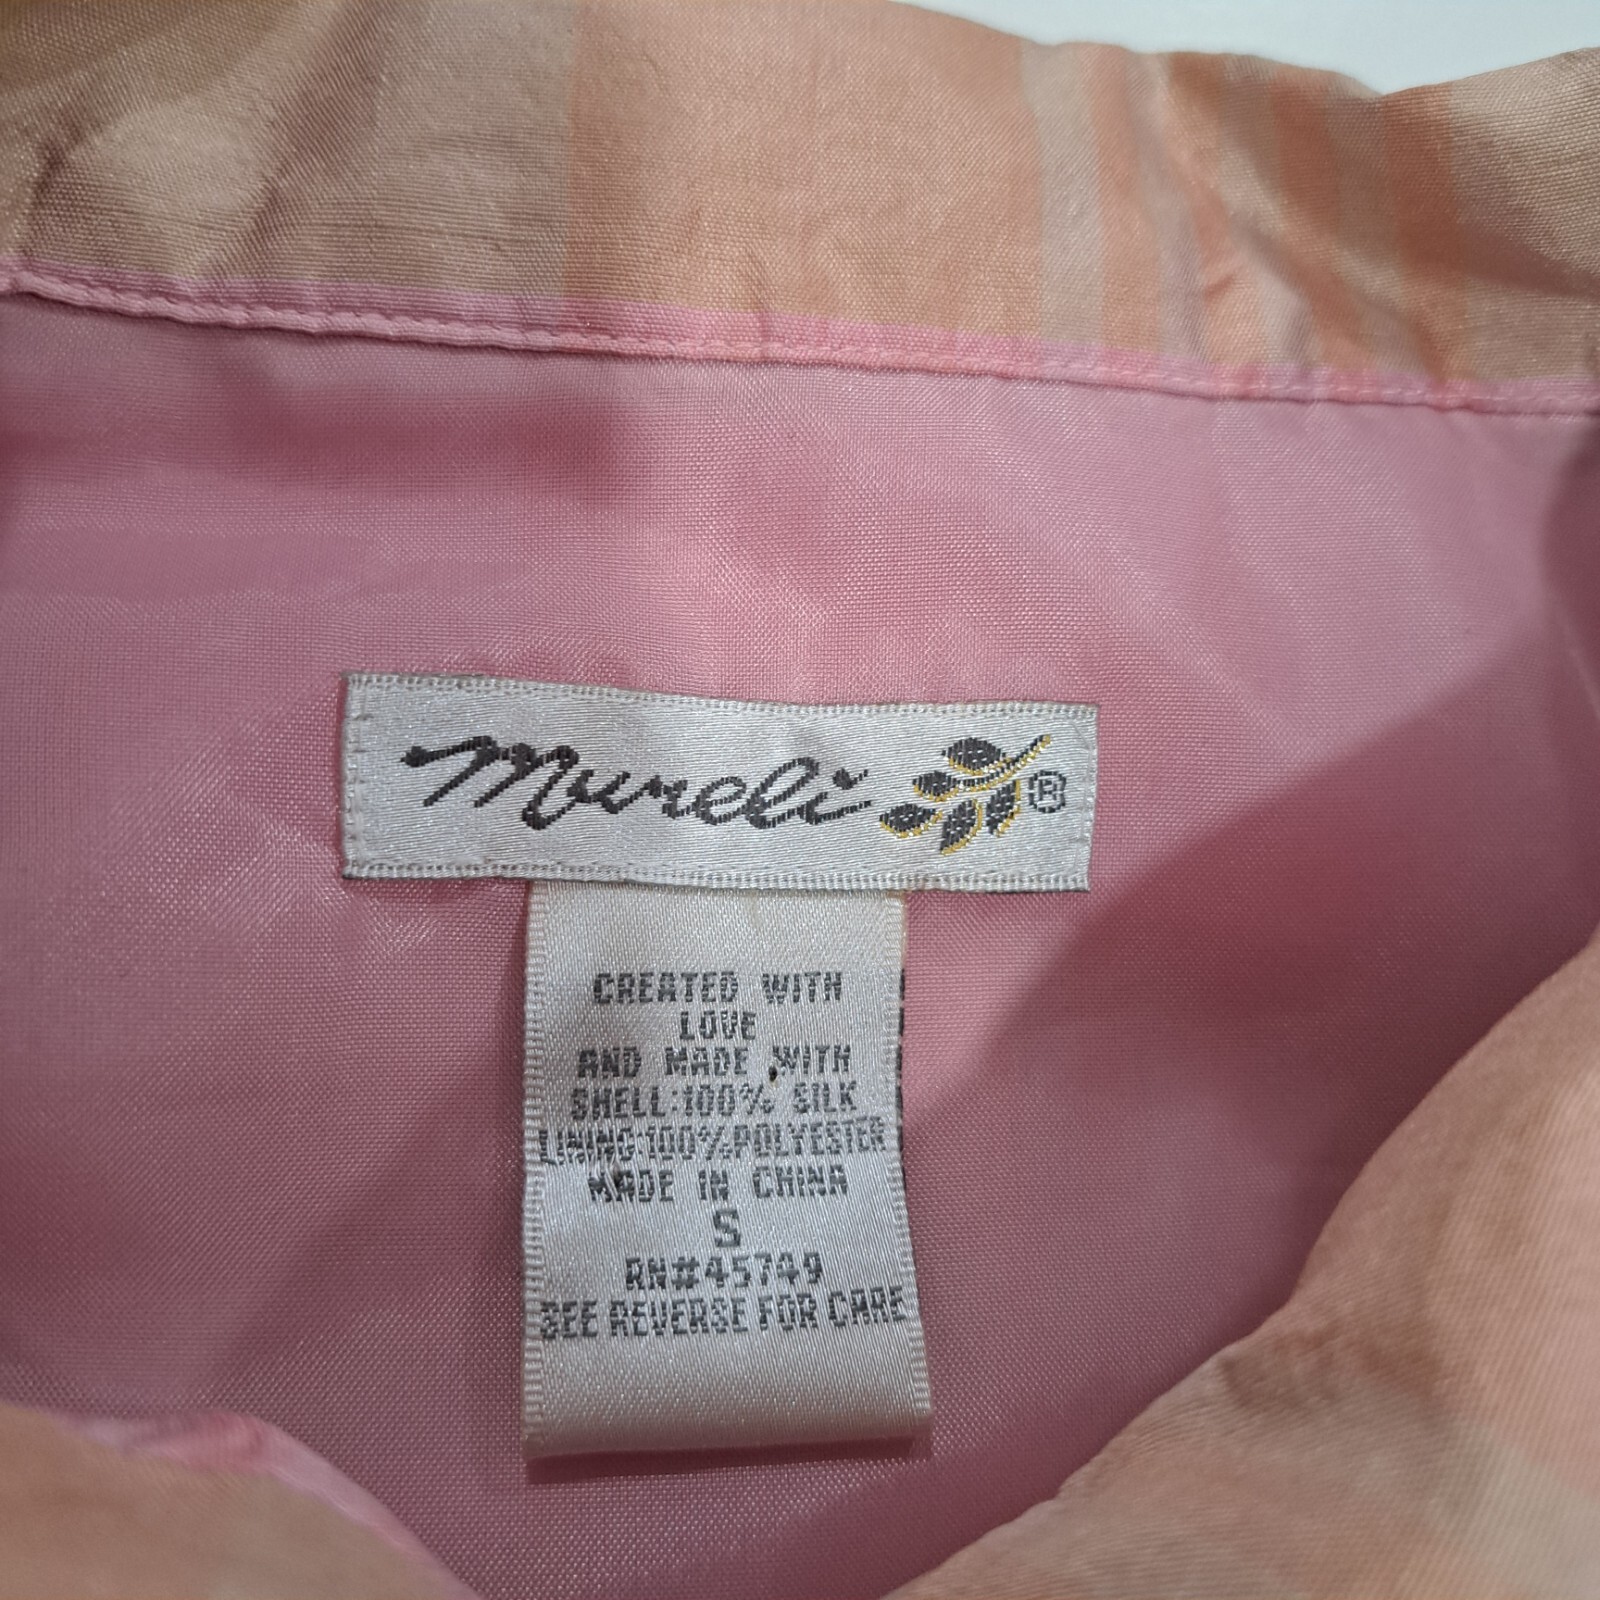 Mureli ®
CREATED WITH
LOVE
AND MADE WITH
SHELL:100% SILK
LINING:100%POLYESTER
MADE IN CHINA
S
RN#45749
SEE REVERSE FOR CARE